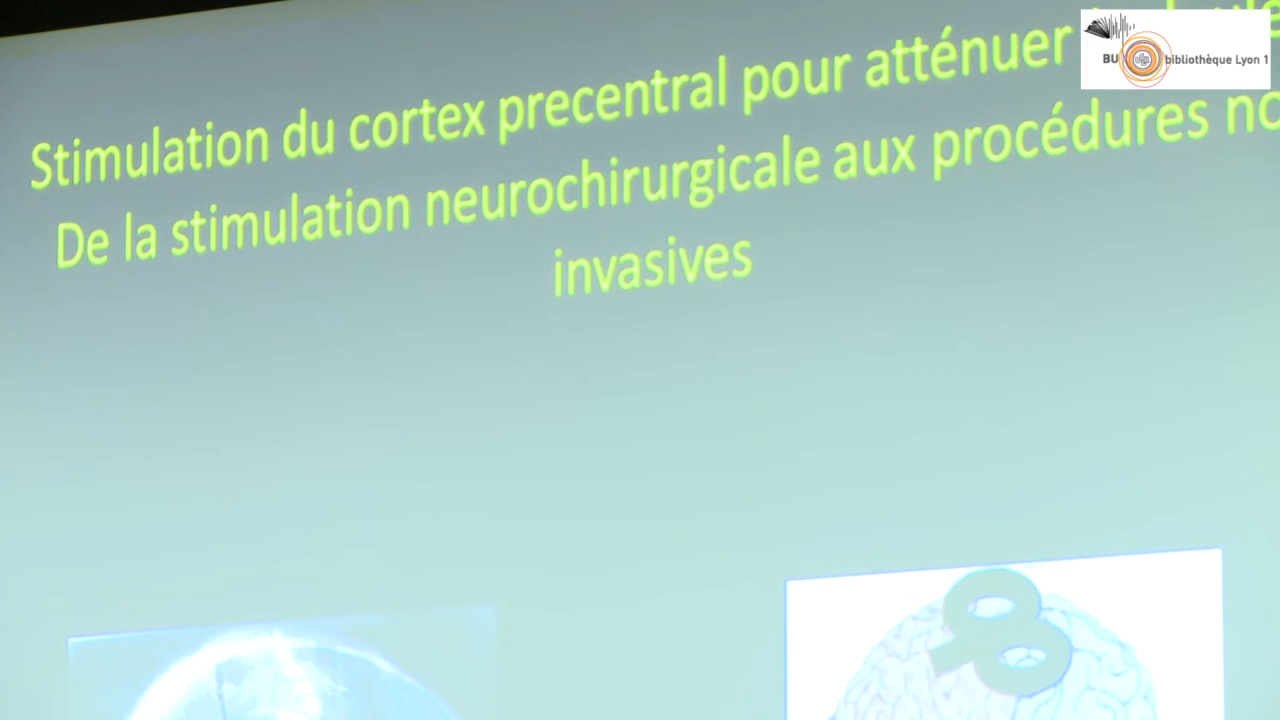 Stimulation du cortex precentral pour atténuer
De la stimulation neurochirurgicale aux procédures
invasives
BU
bibliothèque Lyon 1